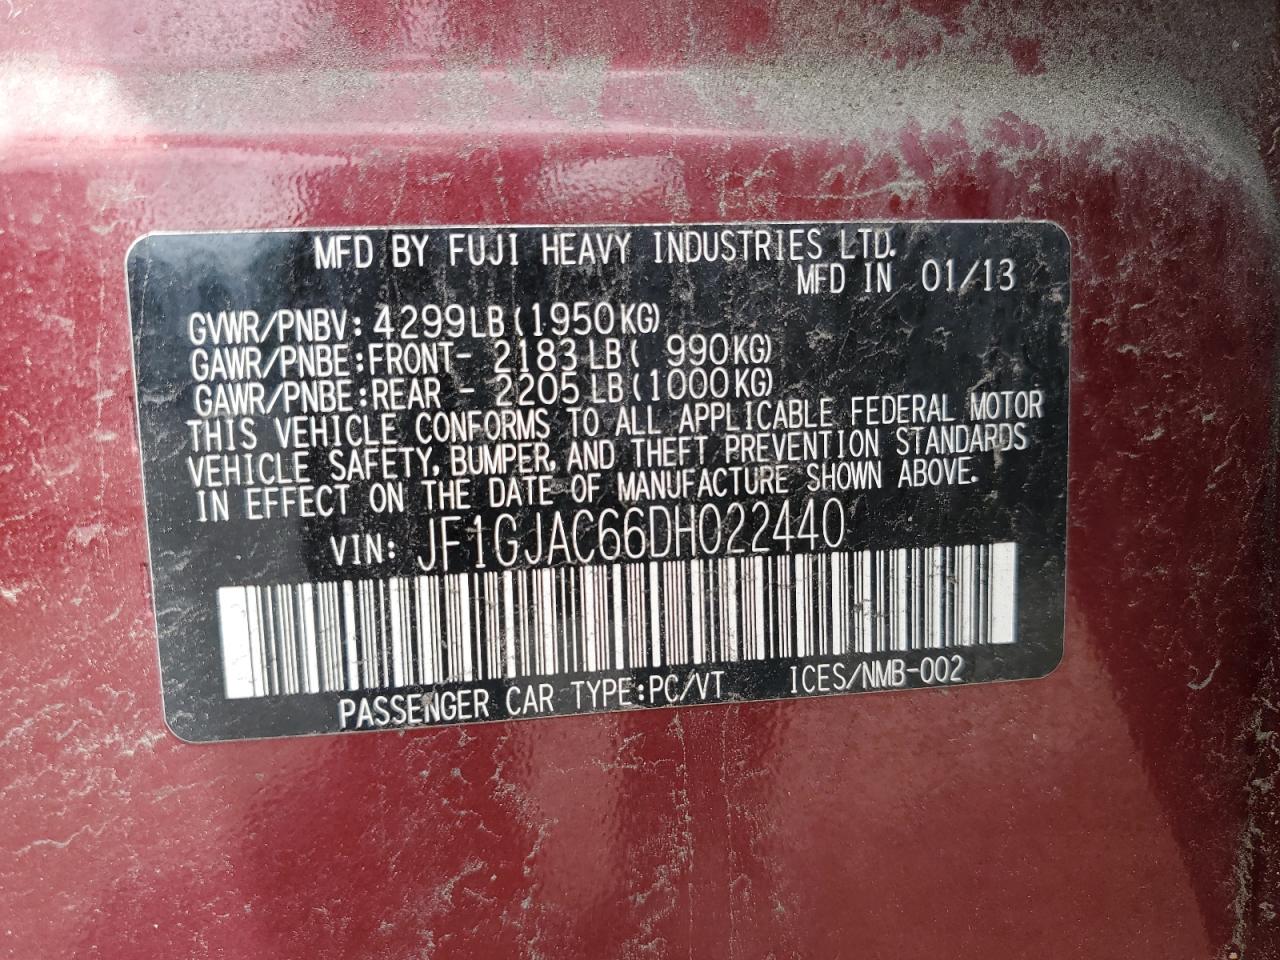 MFD BY FUJI HEAVY INDUSTRIES LTD.
MFD IN 01/13
GVWR/PNBV: 4299LB(1950KG)
GAWR/PNBE:FRONT- 2183LB( 990KG)
GAWR/PNBE:REAR - 2205LB(1000KG)
THIS VEHICLE CONFORMS TO ALL APPLICABLE FEDERAL MOTOR
VEHICLE SAFETY, BUMPER, AND THEFT PREVENTION STANDARDS
IN EFFECT ON THE DATE OF MANUFACTURE SHOWN ABOVE.
VIN: JF1GJAC66DH022440
PASSENGER CAR TYPE:PC/VT ICES/NMB-002